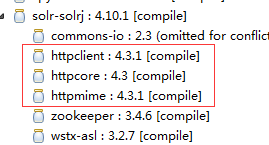 solr-solrj : 4.10.1 [compile]
commons-io : 2.3 (omitted for conflict
httpclient : 4.3.1 [compile]
httpcore : 4.3 [compile]
httpmime : 4.3.1 [compile]
zookeeper : 3.4.6 [compile]
wstx-asl : 3.2.7 [compile]